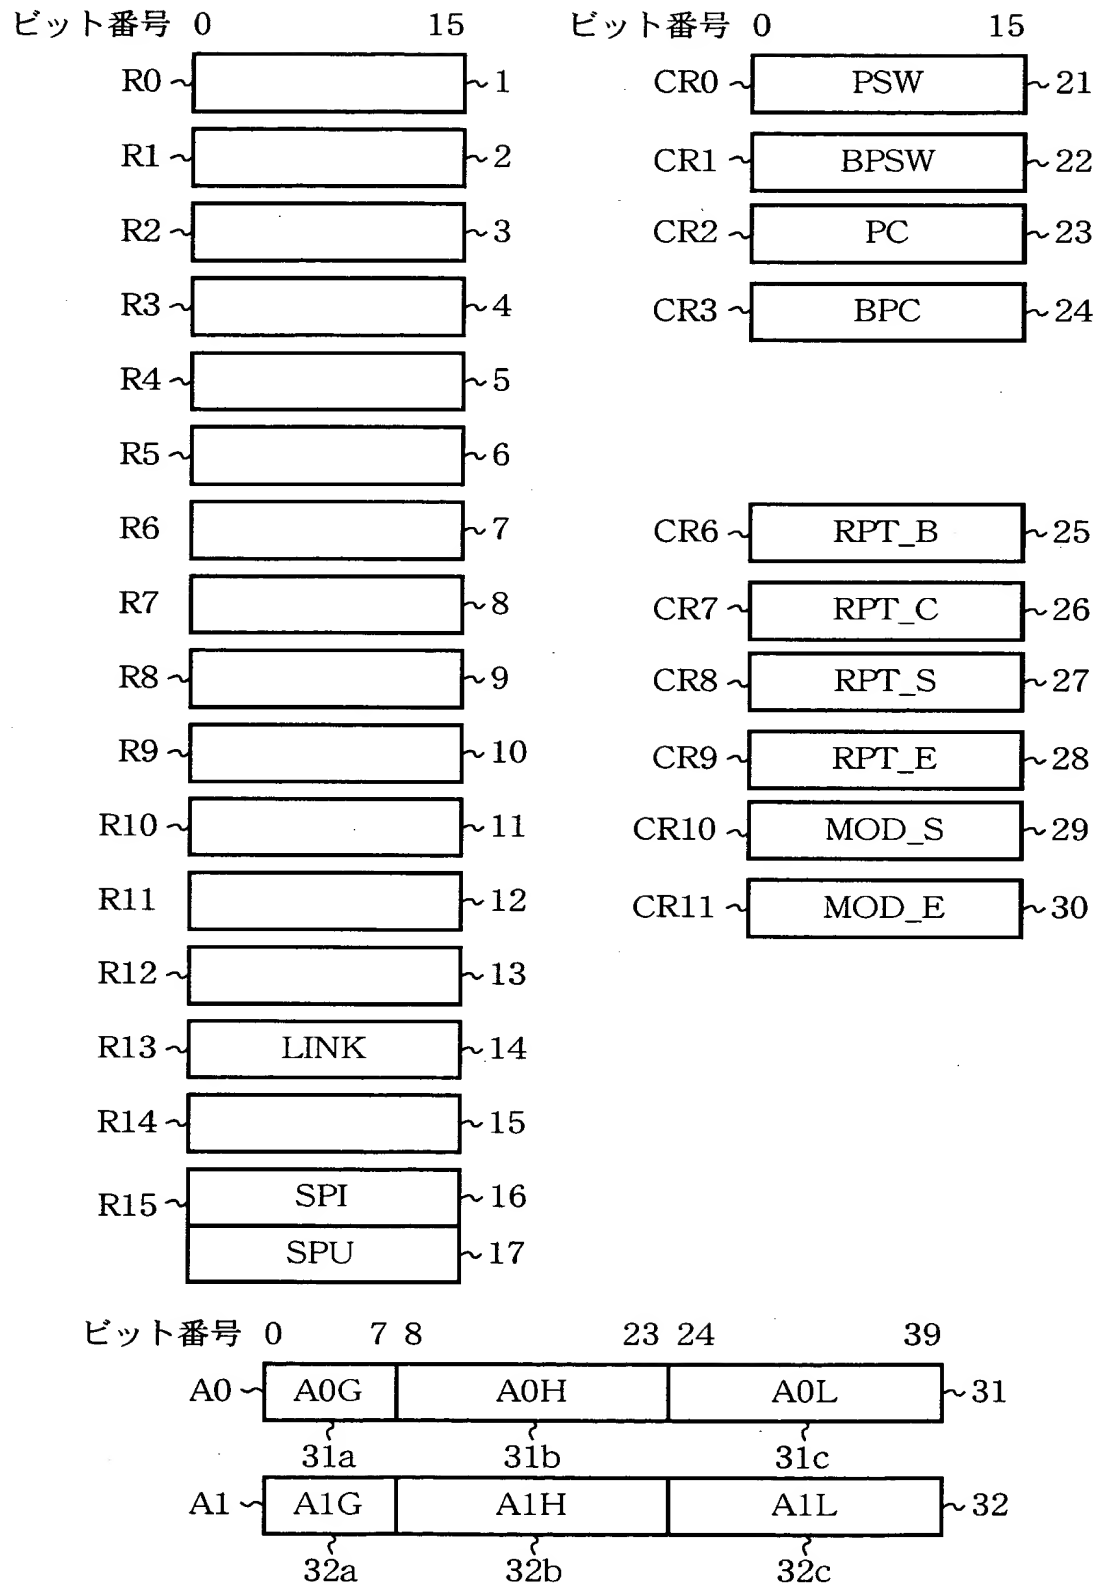 ビット番号 0 15
R0 1
R1 2
R2 3
R3 4
R4 5
R5 6
R6 7
R7 8
R8 9
R9 10
R10 11
R11 12
R12 13
R13 LINK 14
R14 15
R15 SPI 16
SPU 17
ビット番号 0 15
CR0 PSW 21
CR1 BPSW 22
CR2 PC 23
CR3 BPC 24
CR6 RPT_B 25
CR7 RPT_C 26
CR8 RPT_S 27
CR9 RPT_E 28
CR10 MOD_S 29
CR11 MOD_E 30
ビット番号 0 7 8 23 24 39
A0 A0G A0H A0L 31
31a 31b 31c
A1 A1G A1H A1L 32
32a 32b 32c